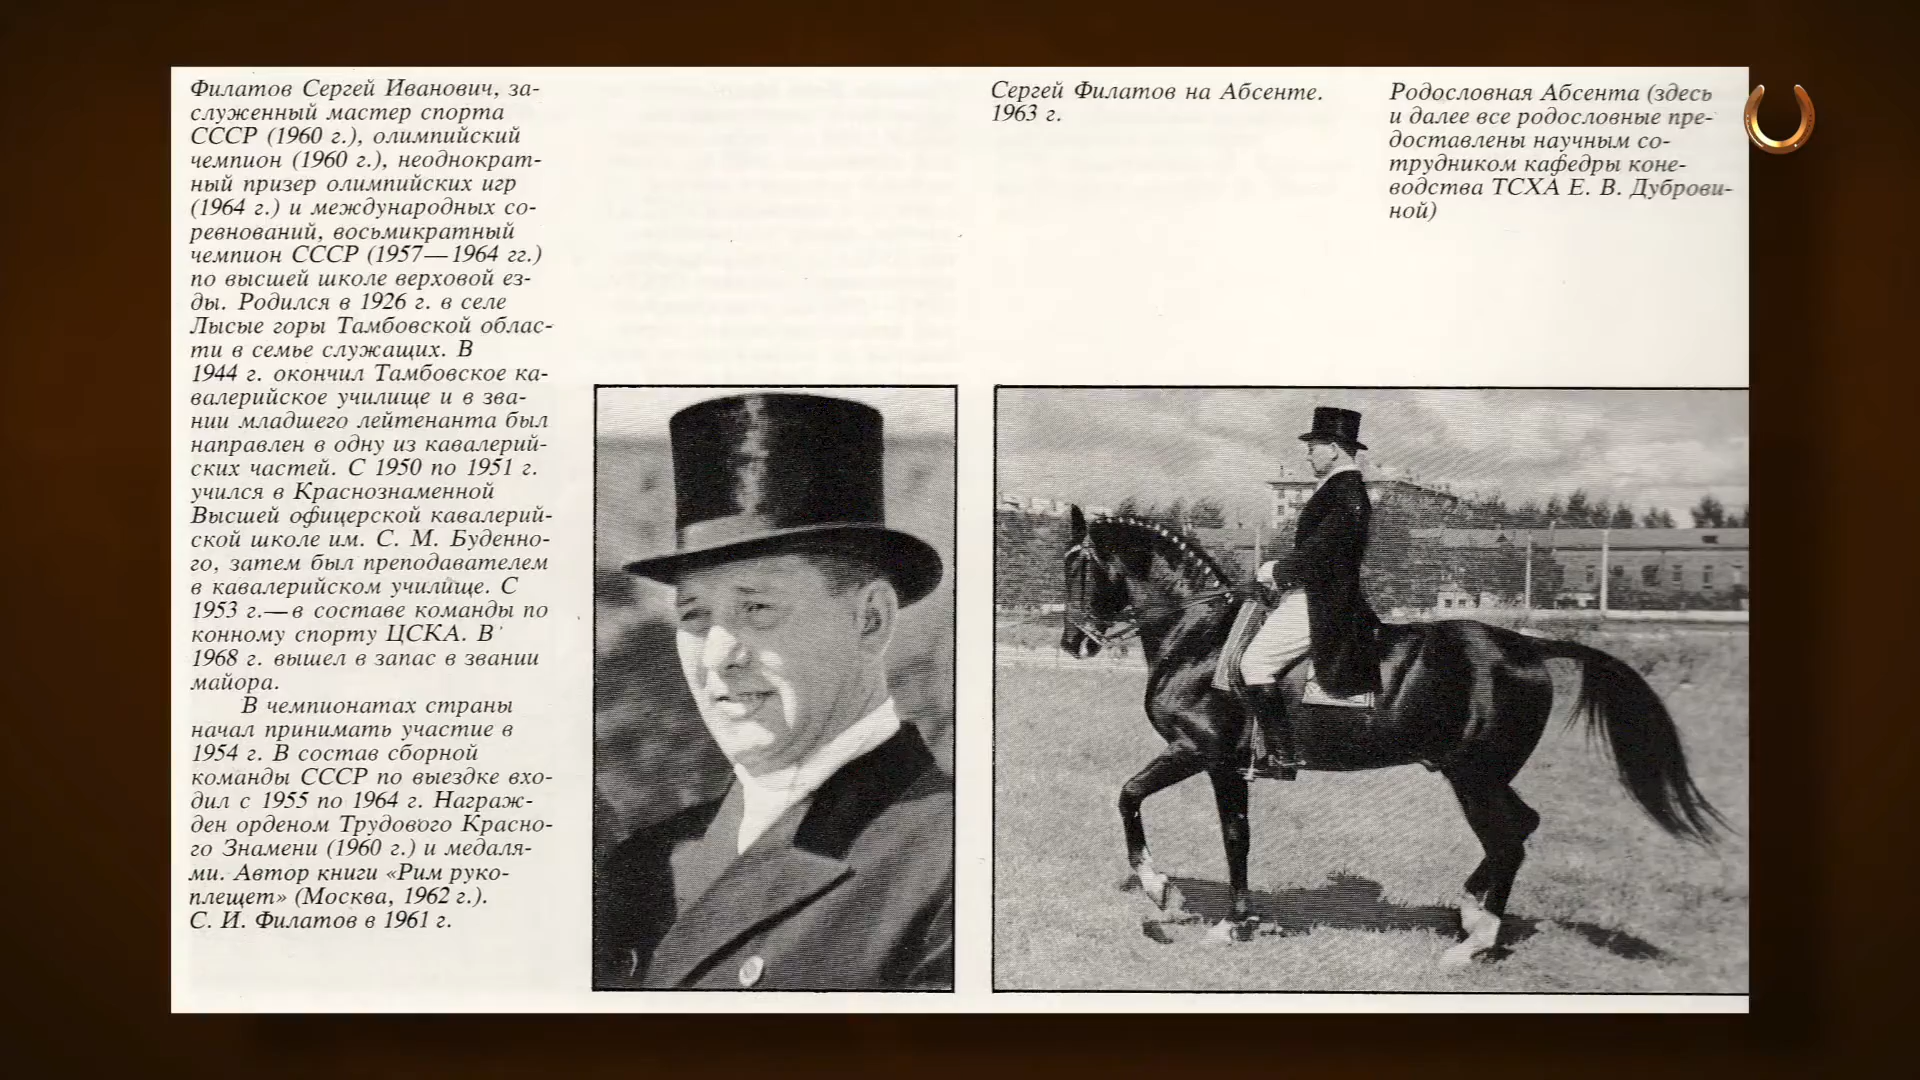 Филатов Сергей Иванович, за-
служенный мастер спорта
СССР (1960 г.), олимпийский
чемпион (1960 г.), неоднократ-
ный призер олимпийских игр
(1964 г.) и международных со-
ревнований, восьмикратный
чемпион СССР (1957—1964 гг.)
по высшей школе верховой ез-
ды. Родился в 1926 г. в селе
Лысые горы Тамбовской облас-
ти в семье служащих. В
1944 г. окончил Тамбовское ка-
валерийское училище и в зва-
нии младшего лейтенанта был
направлен в одну из кавалерий-
ских частей. С 1950 по 1951 г.
учился в Краснознаменной
Высшей офицерской кавалерий-
ской школе им. С. М. Буденно-
го, затем был преподавателем
в кавалерийском училище. С
1953 г.—в составе команды по
конному спорту ЦСКА. В
1968 г. вышел в запас в звании
майора.
В чемпионатах страны
начал принимать участие в
1954 г. В состав сборной
команды СССР по выездке вхо-
дил с 1955 по 1964 г. Награж-
ден орденом Трудового Красно-
го Знамени (1960 г.) и медаля-
ми. Автор книги «Рим руко-
плещет» (Москва, 1962 г.).
С. И. Филатов в 1961 г.
Сергей Филатов на Абсенте.
1963 г.
Родословная Абсента (здесь
и далее все родословные пре-
доставлены научным со-
трудником кафедры коне-
водства ТСХА Е. В. Дуброви-
ной)